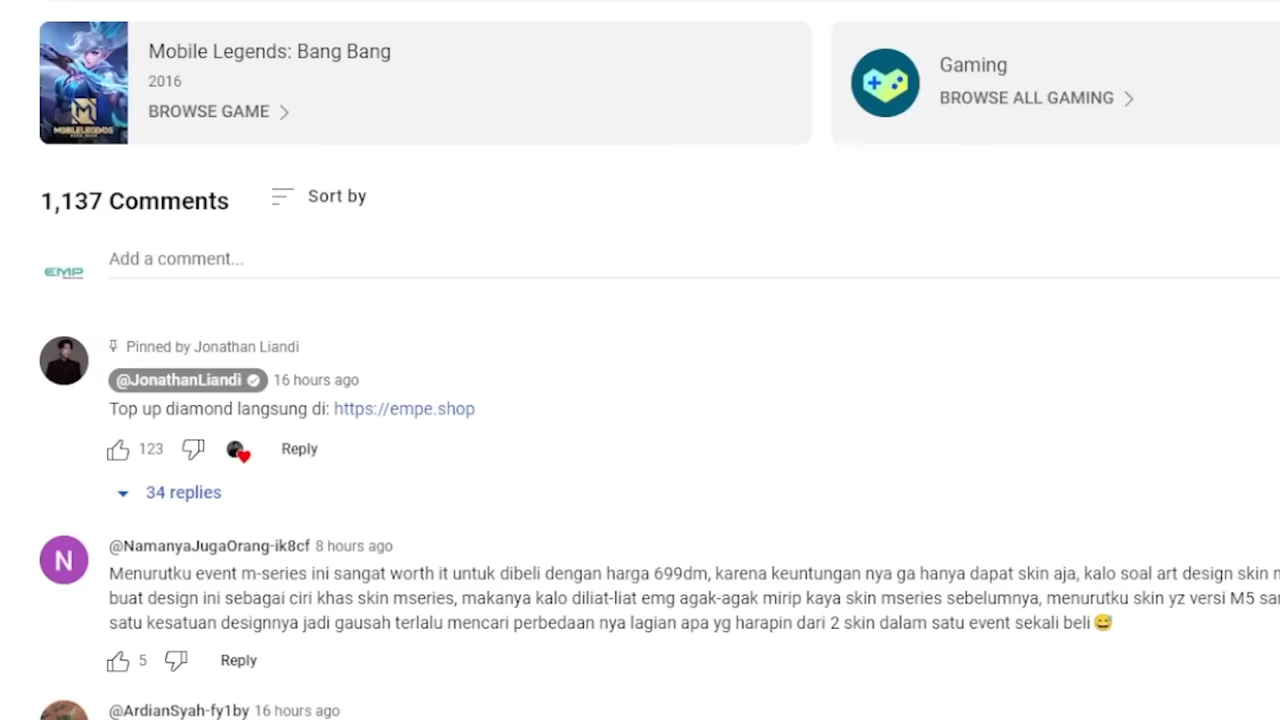 Mobile Legends: Bang Bang
2016
BROWSE GAME
MOBILE LEGENDS
Gaming
BROWSE ALL GAMING
1,137 Comments
Sort by
EMP
Add a comment...
Pinned by Jonathan Liandi
@JonathanLiandi
16 hours ago
Top up diamond langsung di: https://empe.shop
123
Reply
34 replies
N
@NamanyaJugaOrang-ik8cf 8 hours ago
Menurutku event m-series ini sangat worth it untuk dibeli dengan harga 699dm, karena keuntungan nya ga hanya dapat skin aja, kalo soal art design skin
buat design ini sebagai ciri khas skin mseries, makanya kalo diliat-liat emg agak-agak mirip kaya skin mseries sebelumnya, menurutku skin yz versi M5
satu kesatuan designnya jadi gausah terlalu mencari perbedaan nya lagian apa yg harapin dari 2 skin dalam satu event sekali beli😅
5
Reply
@ArdianSyah-fy1by 16 hours ago